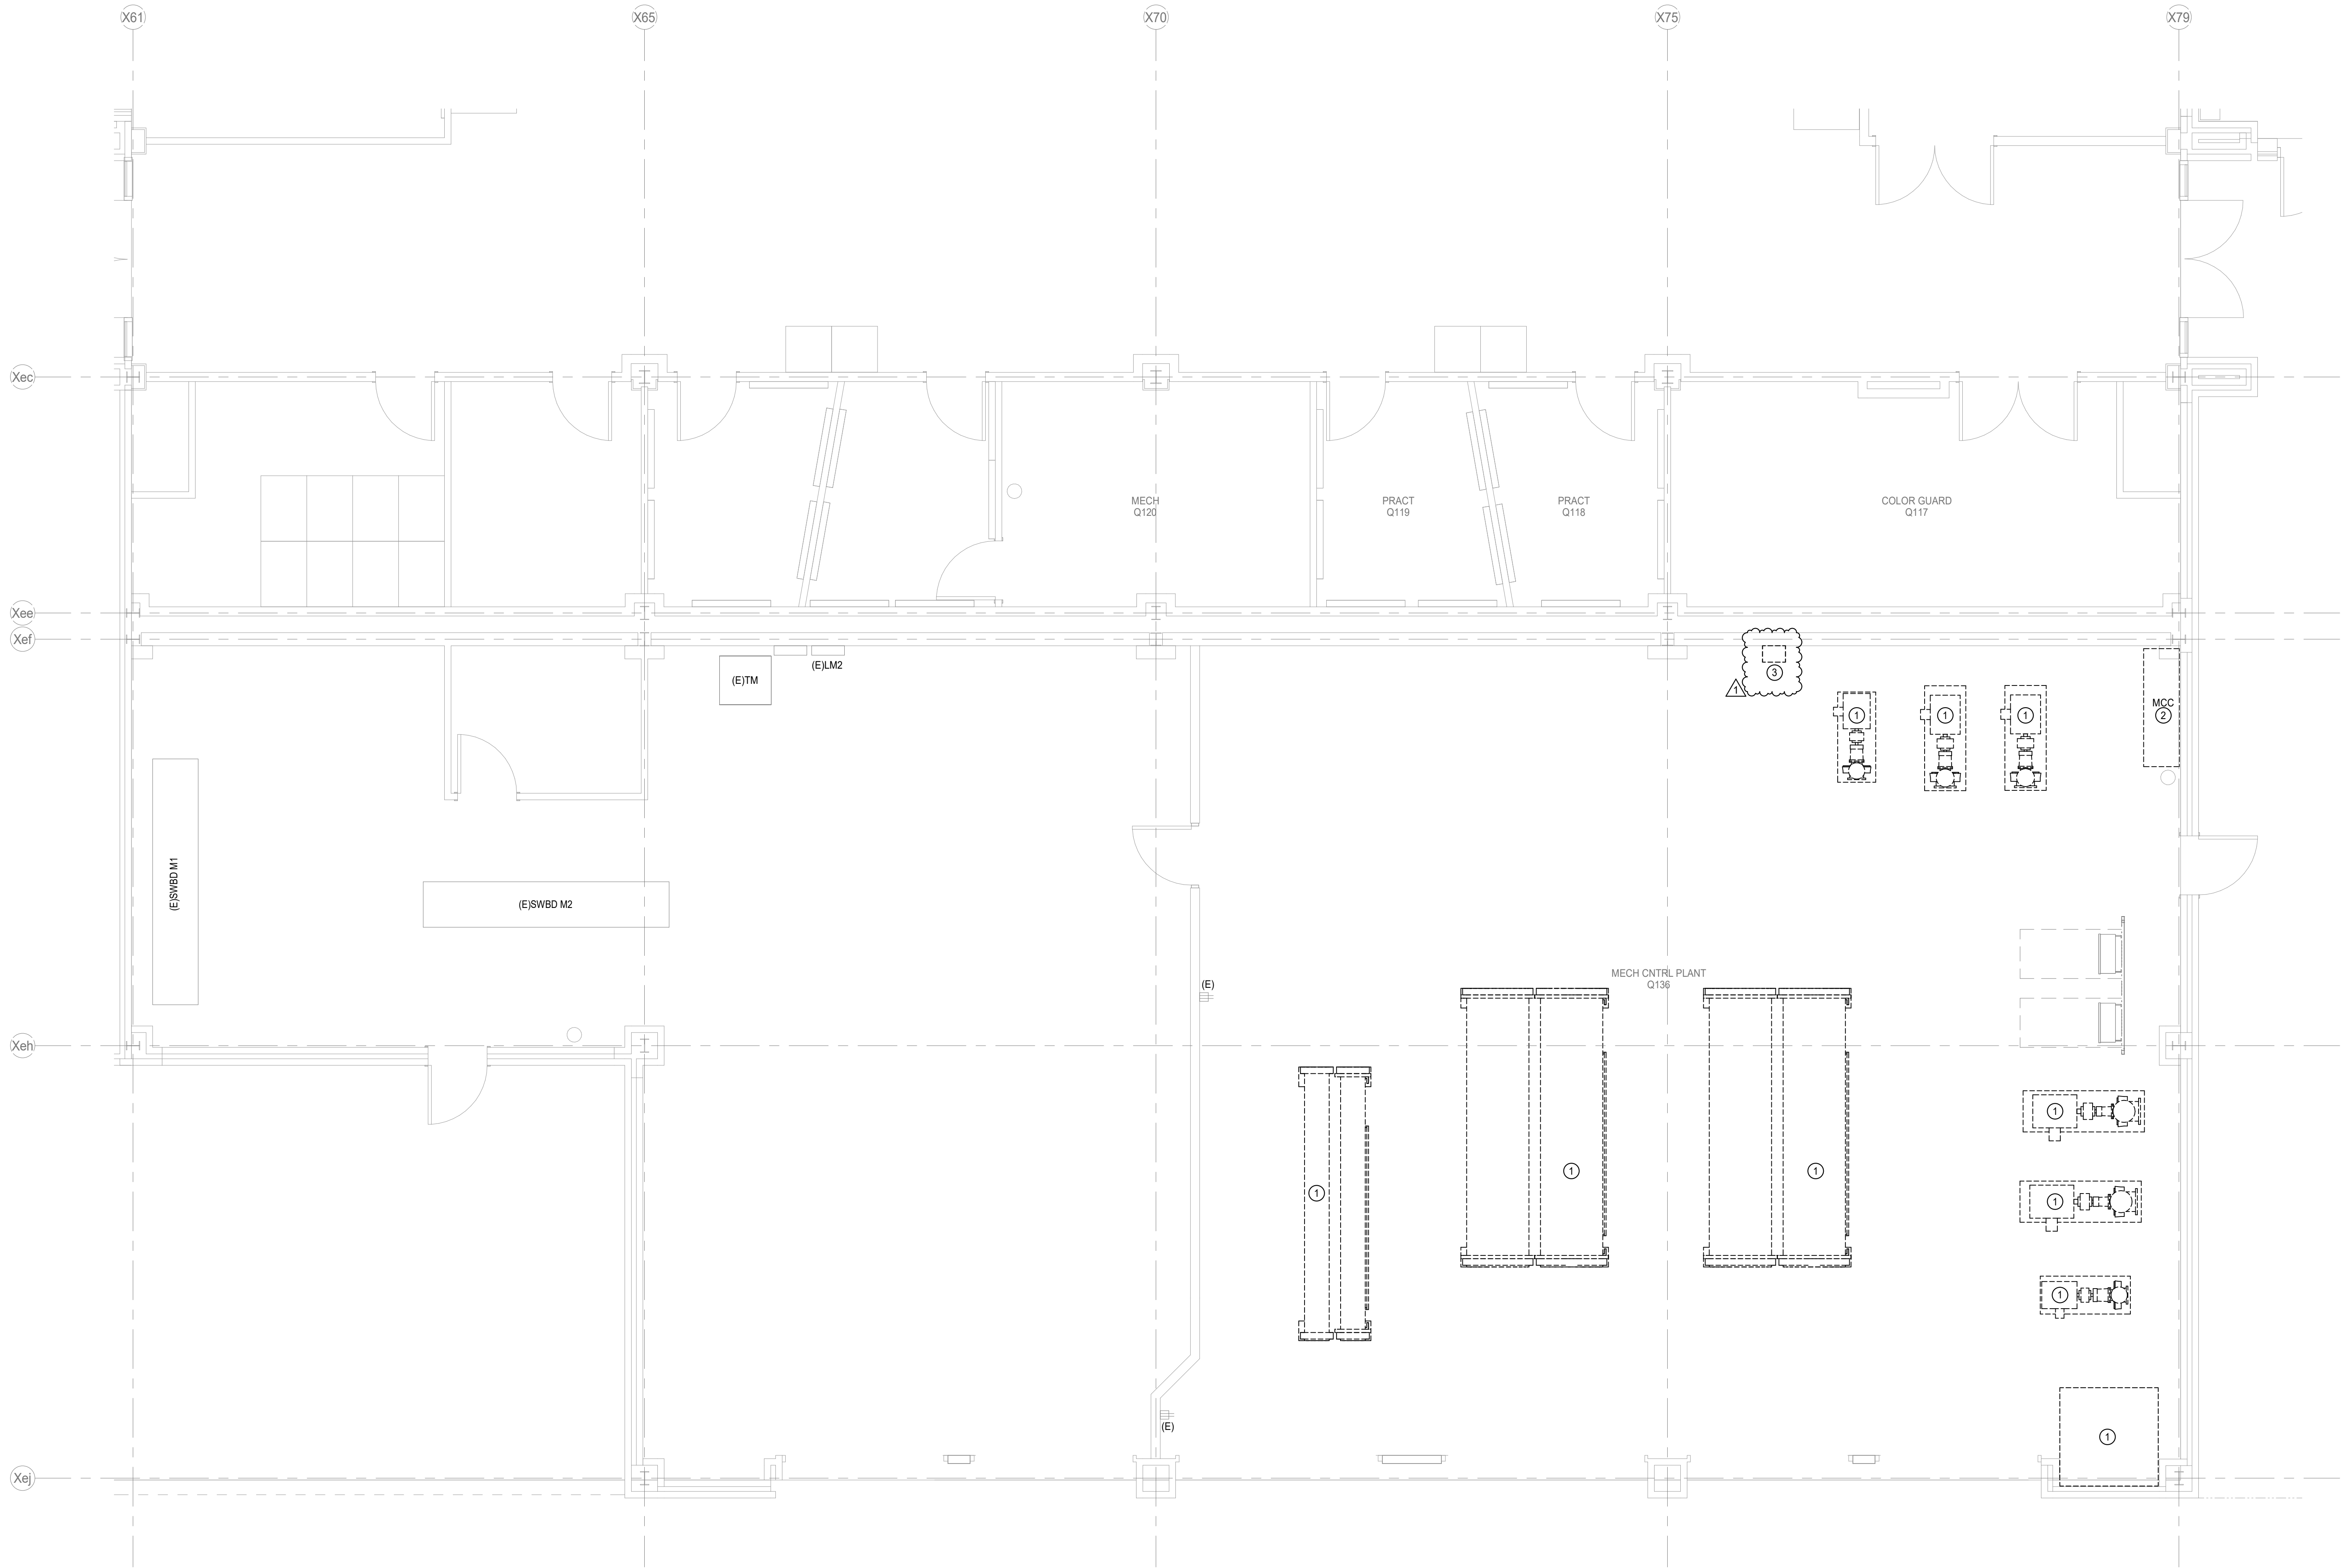 X61
X65
X70
X75
X79
Xec
MECH
Q120
PRACT
Q119
PRACT
Q118
COLOR GUARD
Q117
Xee
Xef
(E)LM2
(E)TM
3
1
MCC
2
1
1
1
(E)SWBD M1
(E)SWBD M2
MECH CNTRL PLANT
Q136
(E)
Xeh
1
1
1
1
1
1
(E)
1
Xej